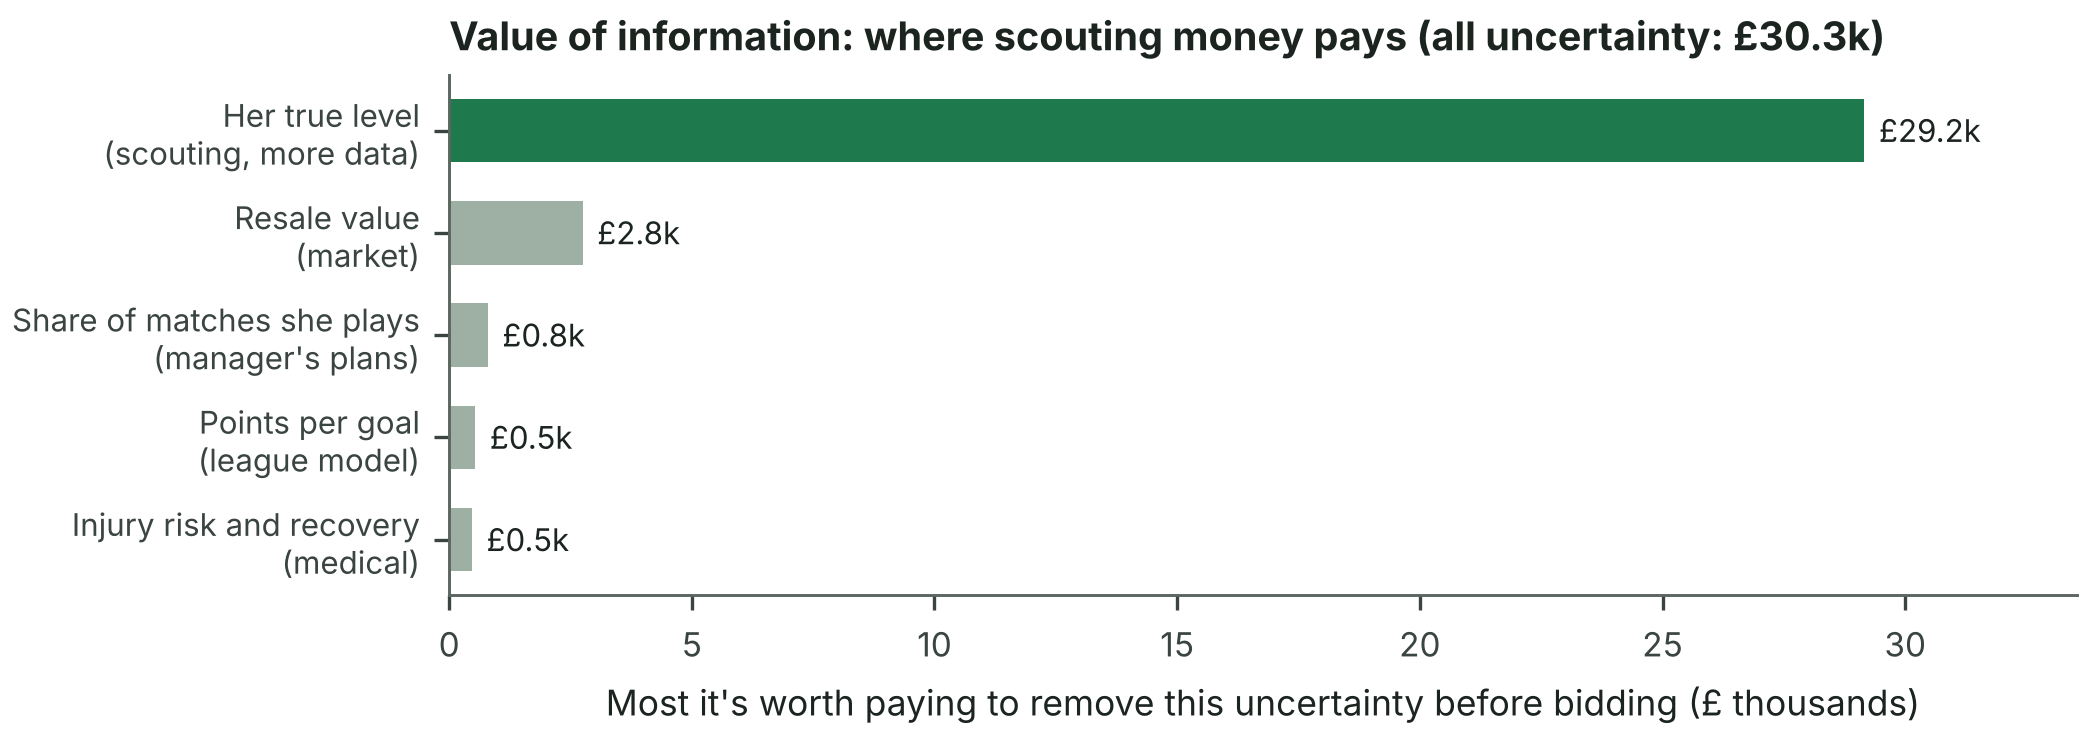 Value of information: where scouting money pays (all uncertainty: £30.3k)
Her true level
(scouting, more data)
£29.2k
Resale value
(market)
£2.8k
Share of matches she plays
(manager's plans)
£0.8k
Points per goal
(league model)
£0.5k
Injury risk and recovery
(medical)
£0.5k
0 5 10 15 20 25 30
Most it's worth paying to remove this uncertainty before bidding (£ thousands)